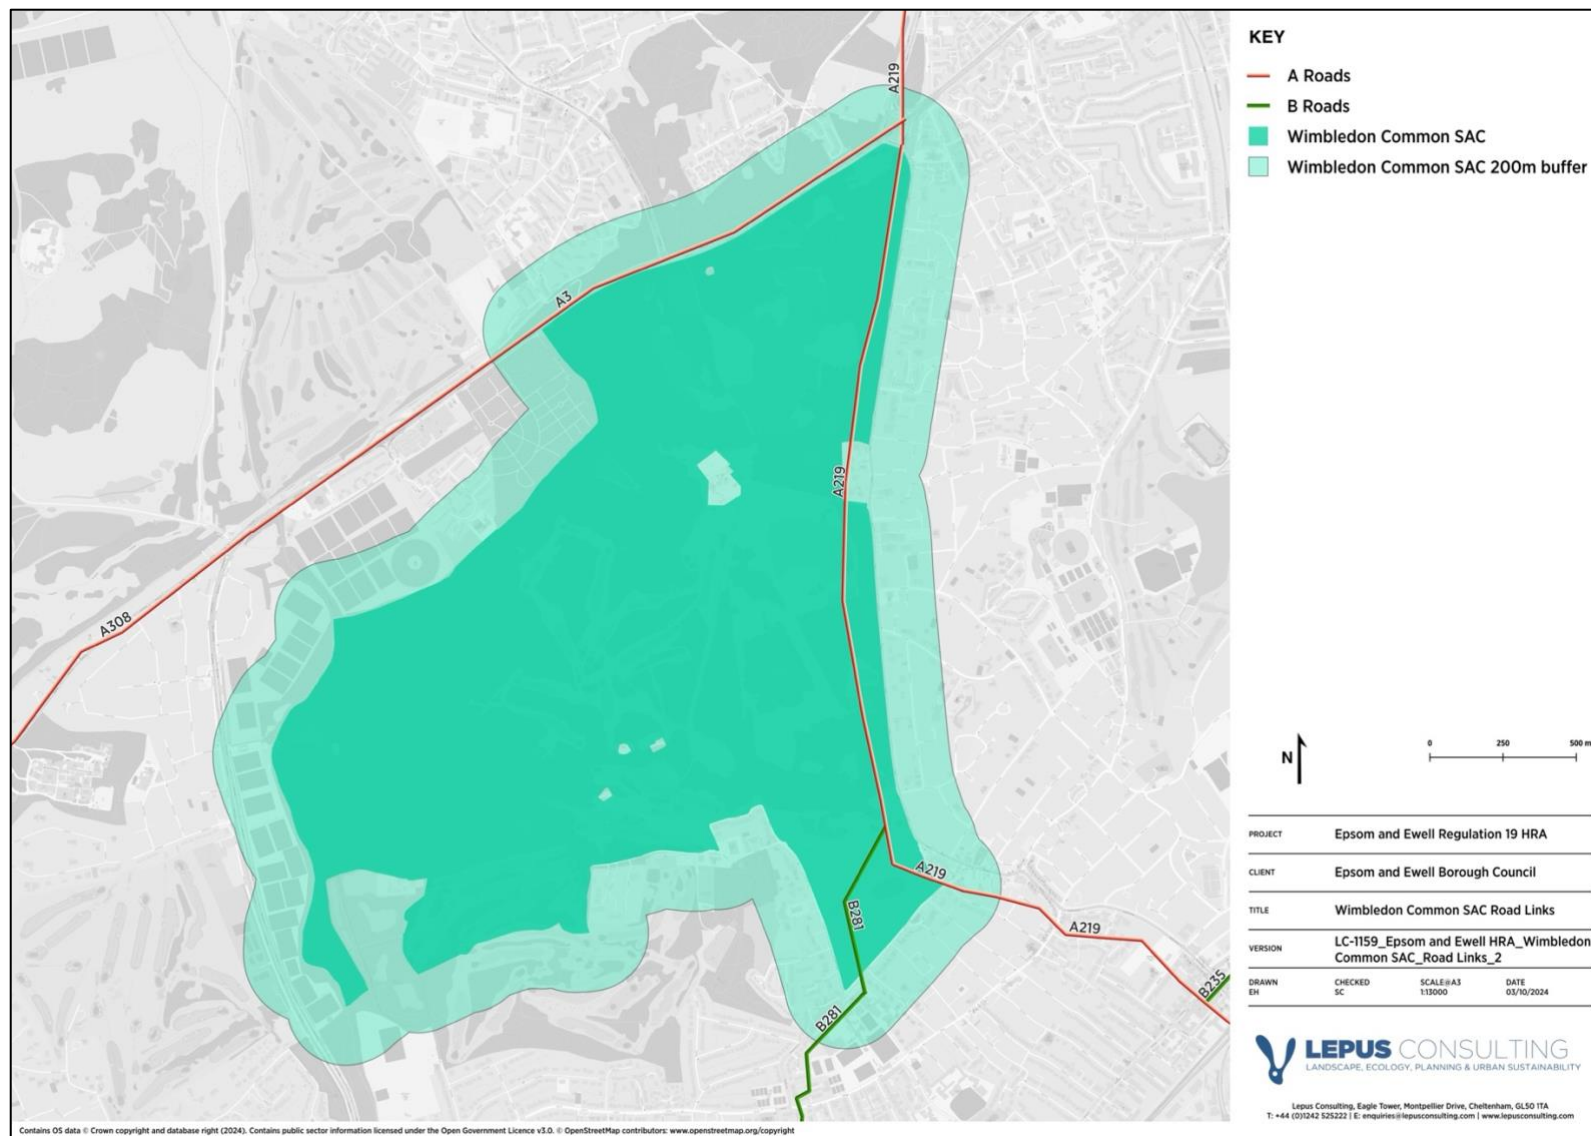 A219
A3
A219
A308
A219
B281
A219
B281
B235
KEY
A Roads
B Roads
Wimbledon Common SAC
Wimbledon Common SAC 200m buffer
N
0 250 500 m
PROJECT Epsom and Ewell Regulation 19 HRA
CLIENT Epsom and Ewell Borough Council
TITLE Wimbledon Common SAC Road Links
VERSION LC-1159_Epsom and Ewell HRA_Wimbledon
Common SAC_Road Links_2
DRAWN CHECKED SCALE@A3 DATE
EH SC 1:13000 03/10/2024
LEPUS CONSULTING
LANDSCAPE, ECOLOGY, PLANNING & URBAN SUSTAINABILITY
Lepus Consulting, Eagle Tower, Montpellier Drive, Cheltenham, GL50 1TA
T: +44 (0)1242 525222 | E: enquiries@lepusconsulting.com | www.lepusconsulting.com
Contains OS data © Crown copyright and database right (2024). Contains public sector information licensed under the Open Government Licence v3.0. © OpenStreetMap contributors: www.openstreetmap.org/copyright